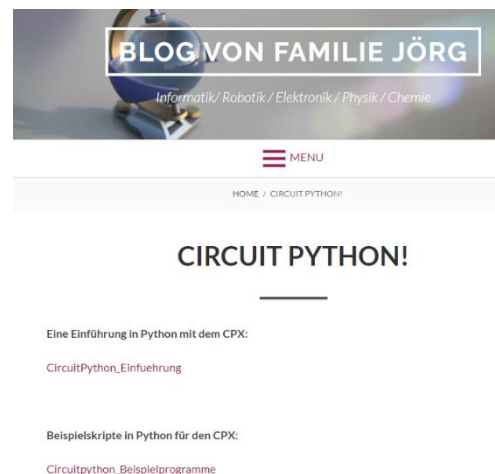 BLOG VON FAMILIE JÖRG
Informatik/ Robotik / Elektronik / Physik / Chemie
MENU
HOME / CIRCUIT PYTHON!
CIRCUIT PYTHON!
Eine Einführung in Python mit dem CPX:
CircuitPython_Einfuehrung
Beispielskripte in Python für den CPX:
Circuitpython_Beispielprogramme